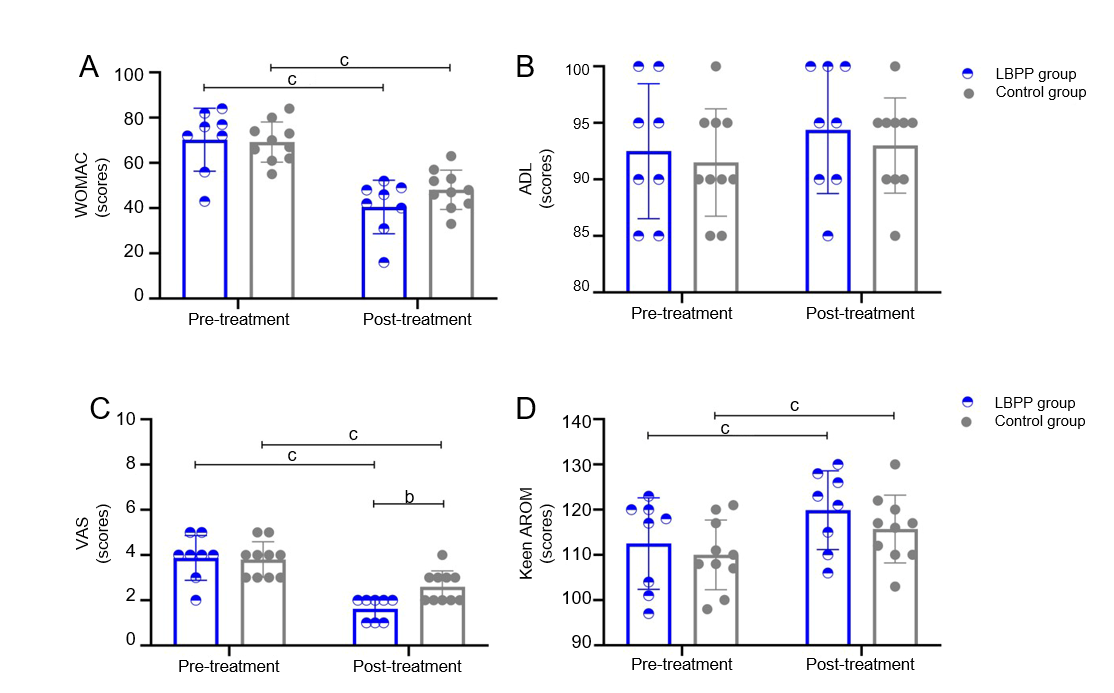 A
c
c
100
80
60
40
20
0
WOMAC
(scores)
Pre-treatment
Post-treatment
B
100
95
90
85
80
ADL
(scores)
Pre-treatment
Post-treatment
LBPP group
Control group
C
10
8
6
4
2
0
c
c
b
VAS
(scores)
Pre-treatment
Post-treatment
D
140
130
120
110
100
90
c
c
Keen AROM
(scores)
Pre-treatment
Post-treatment
LBPP group
Control group